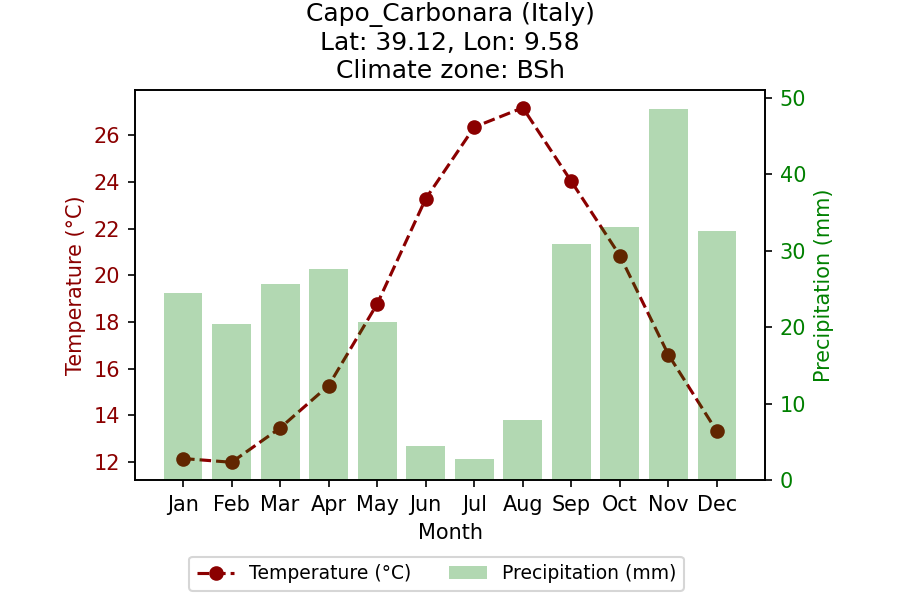 Capo_Carbonara (Italy)
Lat: 39.12, Lon: 9.58
Climate zone: BSh
Temperature (°C)
26
24
22
20
18
16
14
12
50
40
30
20
10
0
Precipitation (mm)
Jan Feb Mar Apr May Jun Jul Aug Sep Oct Nov Dec
Month
Temperature (°C) Precipitation (mm)